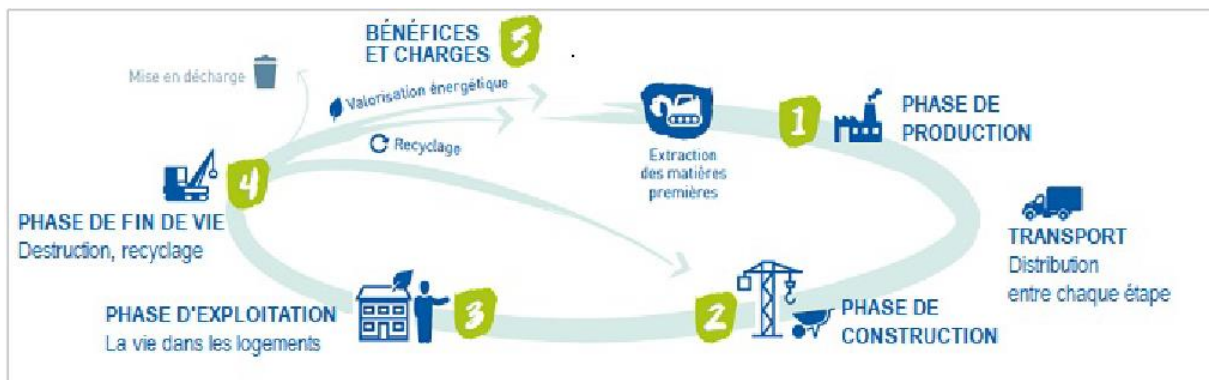 BÉNÉFICES
ET CHARGES
5
Mise en décharge
Valorisation énergétique
Recyclage
Extraction
des matières
premières
1
PHASE DE
PRODUCTION
4
PHASE DE FIN DE VIE
Destruction, recyclage
TRANSPORT
Distribution
entre chaque étape
PHASE D'EXPLOITATION
La vie dans les logements
3
2
PHASE DE
CONSTRUCTION